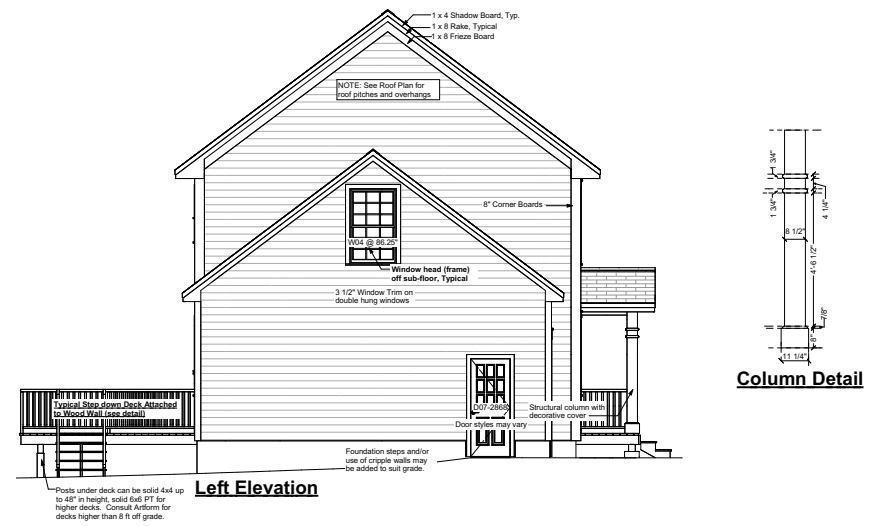 1 x 4 Shadow Board, Typ.
1 x 8 Rake, Typical
1 x 8 Frieze Board
NOTE: See Roof Plan for
roof pitches and overhangs
8" Corner Boards
W04 @ 86.25"
Window head (frame)
off sub-floor, Typical
3 1/2" Window Trim on
double hung windows
D07-2868
Door styles may vary
Structural column with
decorative cover
Typical Step down Deck Attached
to Wood Wall (see detail)
Foundation steps and/or
use of cripple walls may
be added to suit grade.
Posts under deck can be solid 4x4 up
to 48" in height, solid 6x6 PT for
higher decks. Consult Artform for
decks higher than 8 ft off grade.
Left Elevation
1 3/4"
1 3/4"
4 1/4"
8 1/2"
4'-6 1/2"
7/8"
8"
11 1/4"
Column Detail